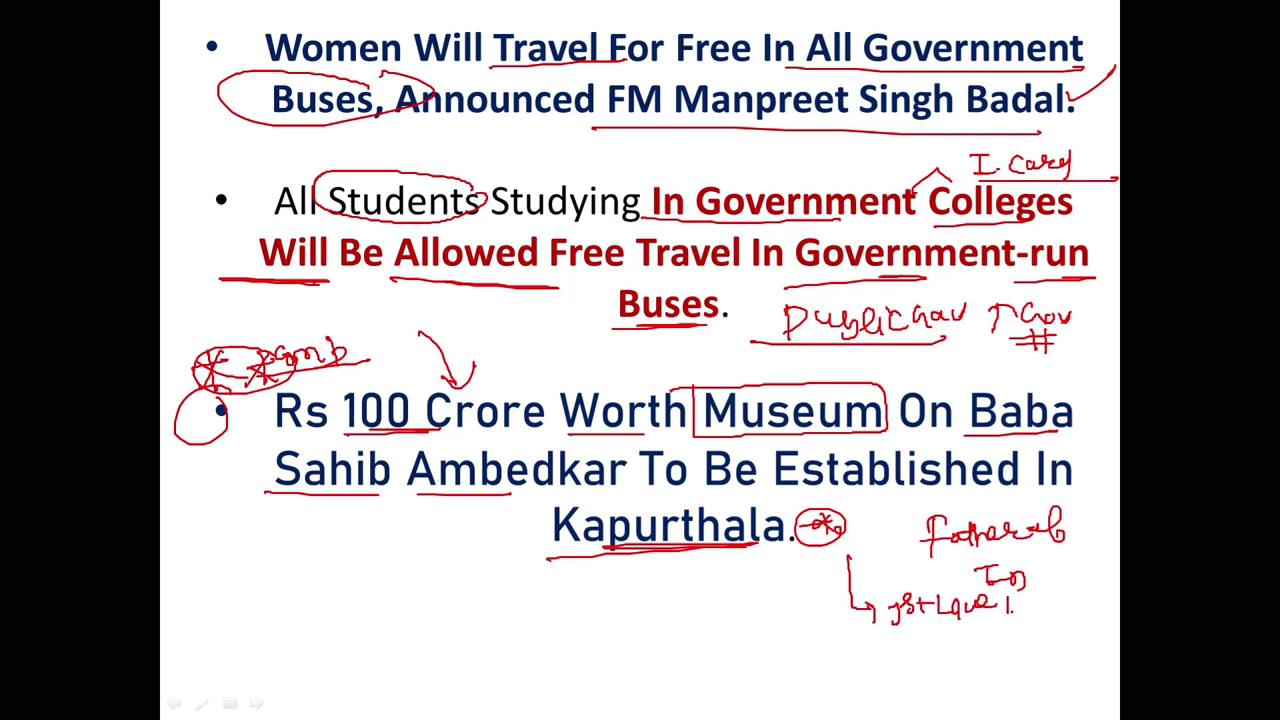 • Women Will Travel For Free In All Government
Buses, Announced FM Manpreet Singh Badal.
I. Card
• All Students Studying In Government Colleges
Will Be Allowed Free Travel In Government-run
Buses.
• Rs 100 Crore Worth Museum On Baba
Sahib Ambedkar To Be Established In
Kapurthala.